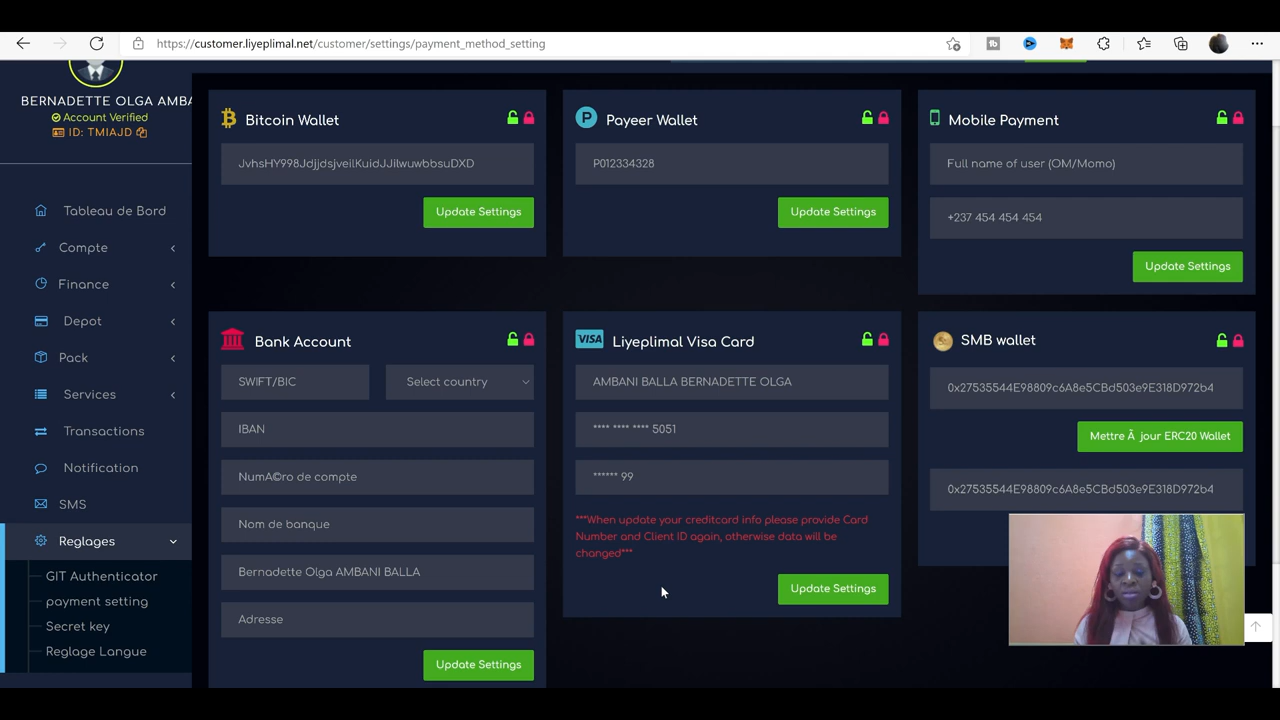 https://customer.liyeplimal.net/customer/settings/payment_method_setting
BERNADETTE OLGA AMBA
Account Verified
ID: TMIAJD
Tableau de Bord
Compte
Finance
Depot
Pack
Services
Transactions
Notification
SMS
Reglages
GIT Authenticator
payment setting
Secret key
Reglage Langue
Bitcoin Wallet
Update Settings
Payeer Wallet
P012334328
Update Settings
Mobile Payment
Full name of user (OM/Momo)
+237 454 454 454
Update Settings
Bank Account
SWIFT/BIC
Select country
IBAN
NumÃ©ro de compte
Nom de banque
Bernadette Olga AMBANI BALLA
Adresse
Update Settings
VISA
Liyeplimal Visa Card
AMBANI BALLA BERNADETTE OLGA
**** **** **** 5051
****** 99
***When update your creditcard info please provide Card
Number and Client ID again, otherwise data will be
changed***
Update Settings
SMB wallet
0x27535544E98809c6A8e5CBd503e9E318D972b4
Mettre Ã jour ERC20 Wallet
0x27535544E98809c6A8e5CBd503e9E318D972b4